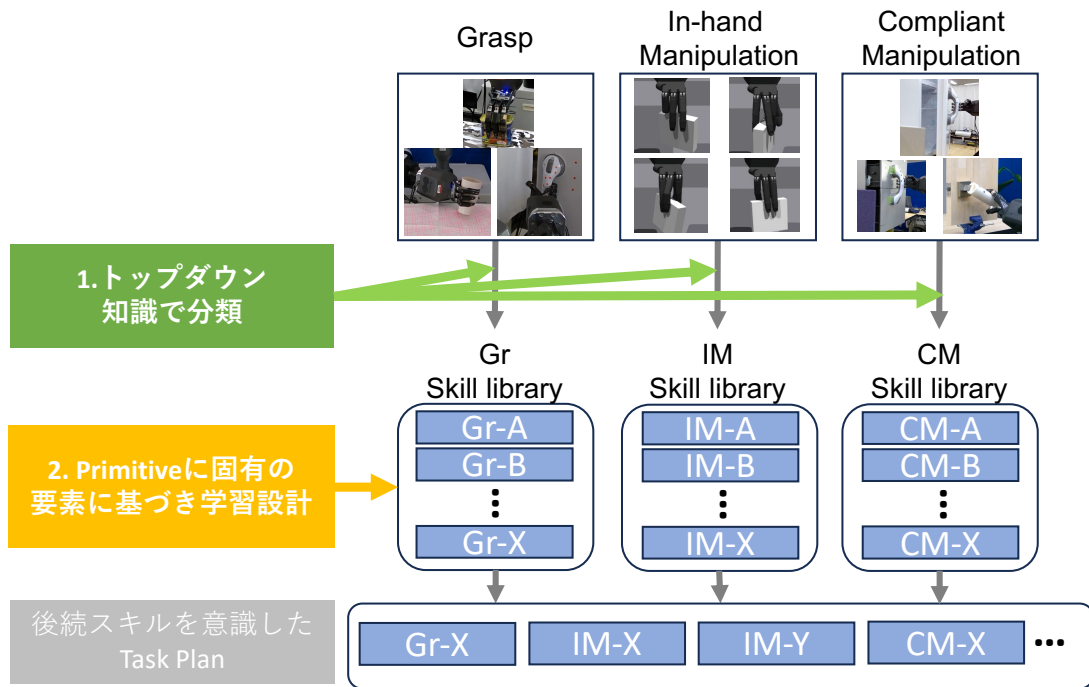 Grasp
In-hand
Manipulation
Compliant
Manipulation
1.トップダウン
知識で分類
Gr
Skill library
IM
Skill library
CM
Skill library
Gr-A
Gr-B
Gr-X
IM-A
IM-B
IM-X
CM-A
CM-B
CM-X
2. Primitiveに固有の
要素に基づき学習設計
後続スキルを意識した
Task Plan
Gr-X
IM-X
IM-Y
CM-X